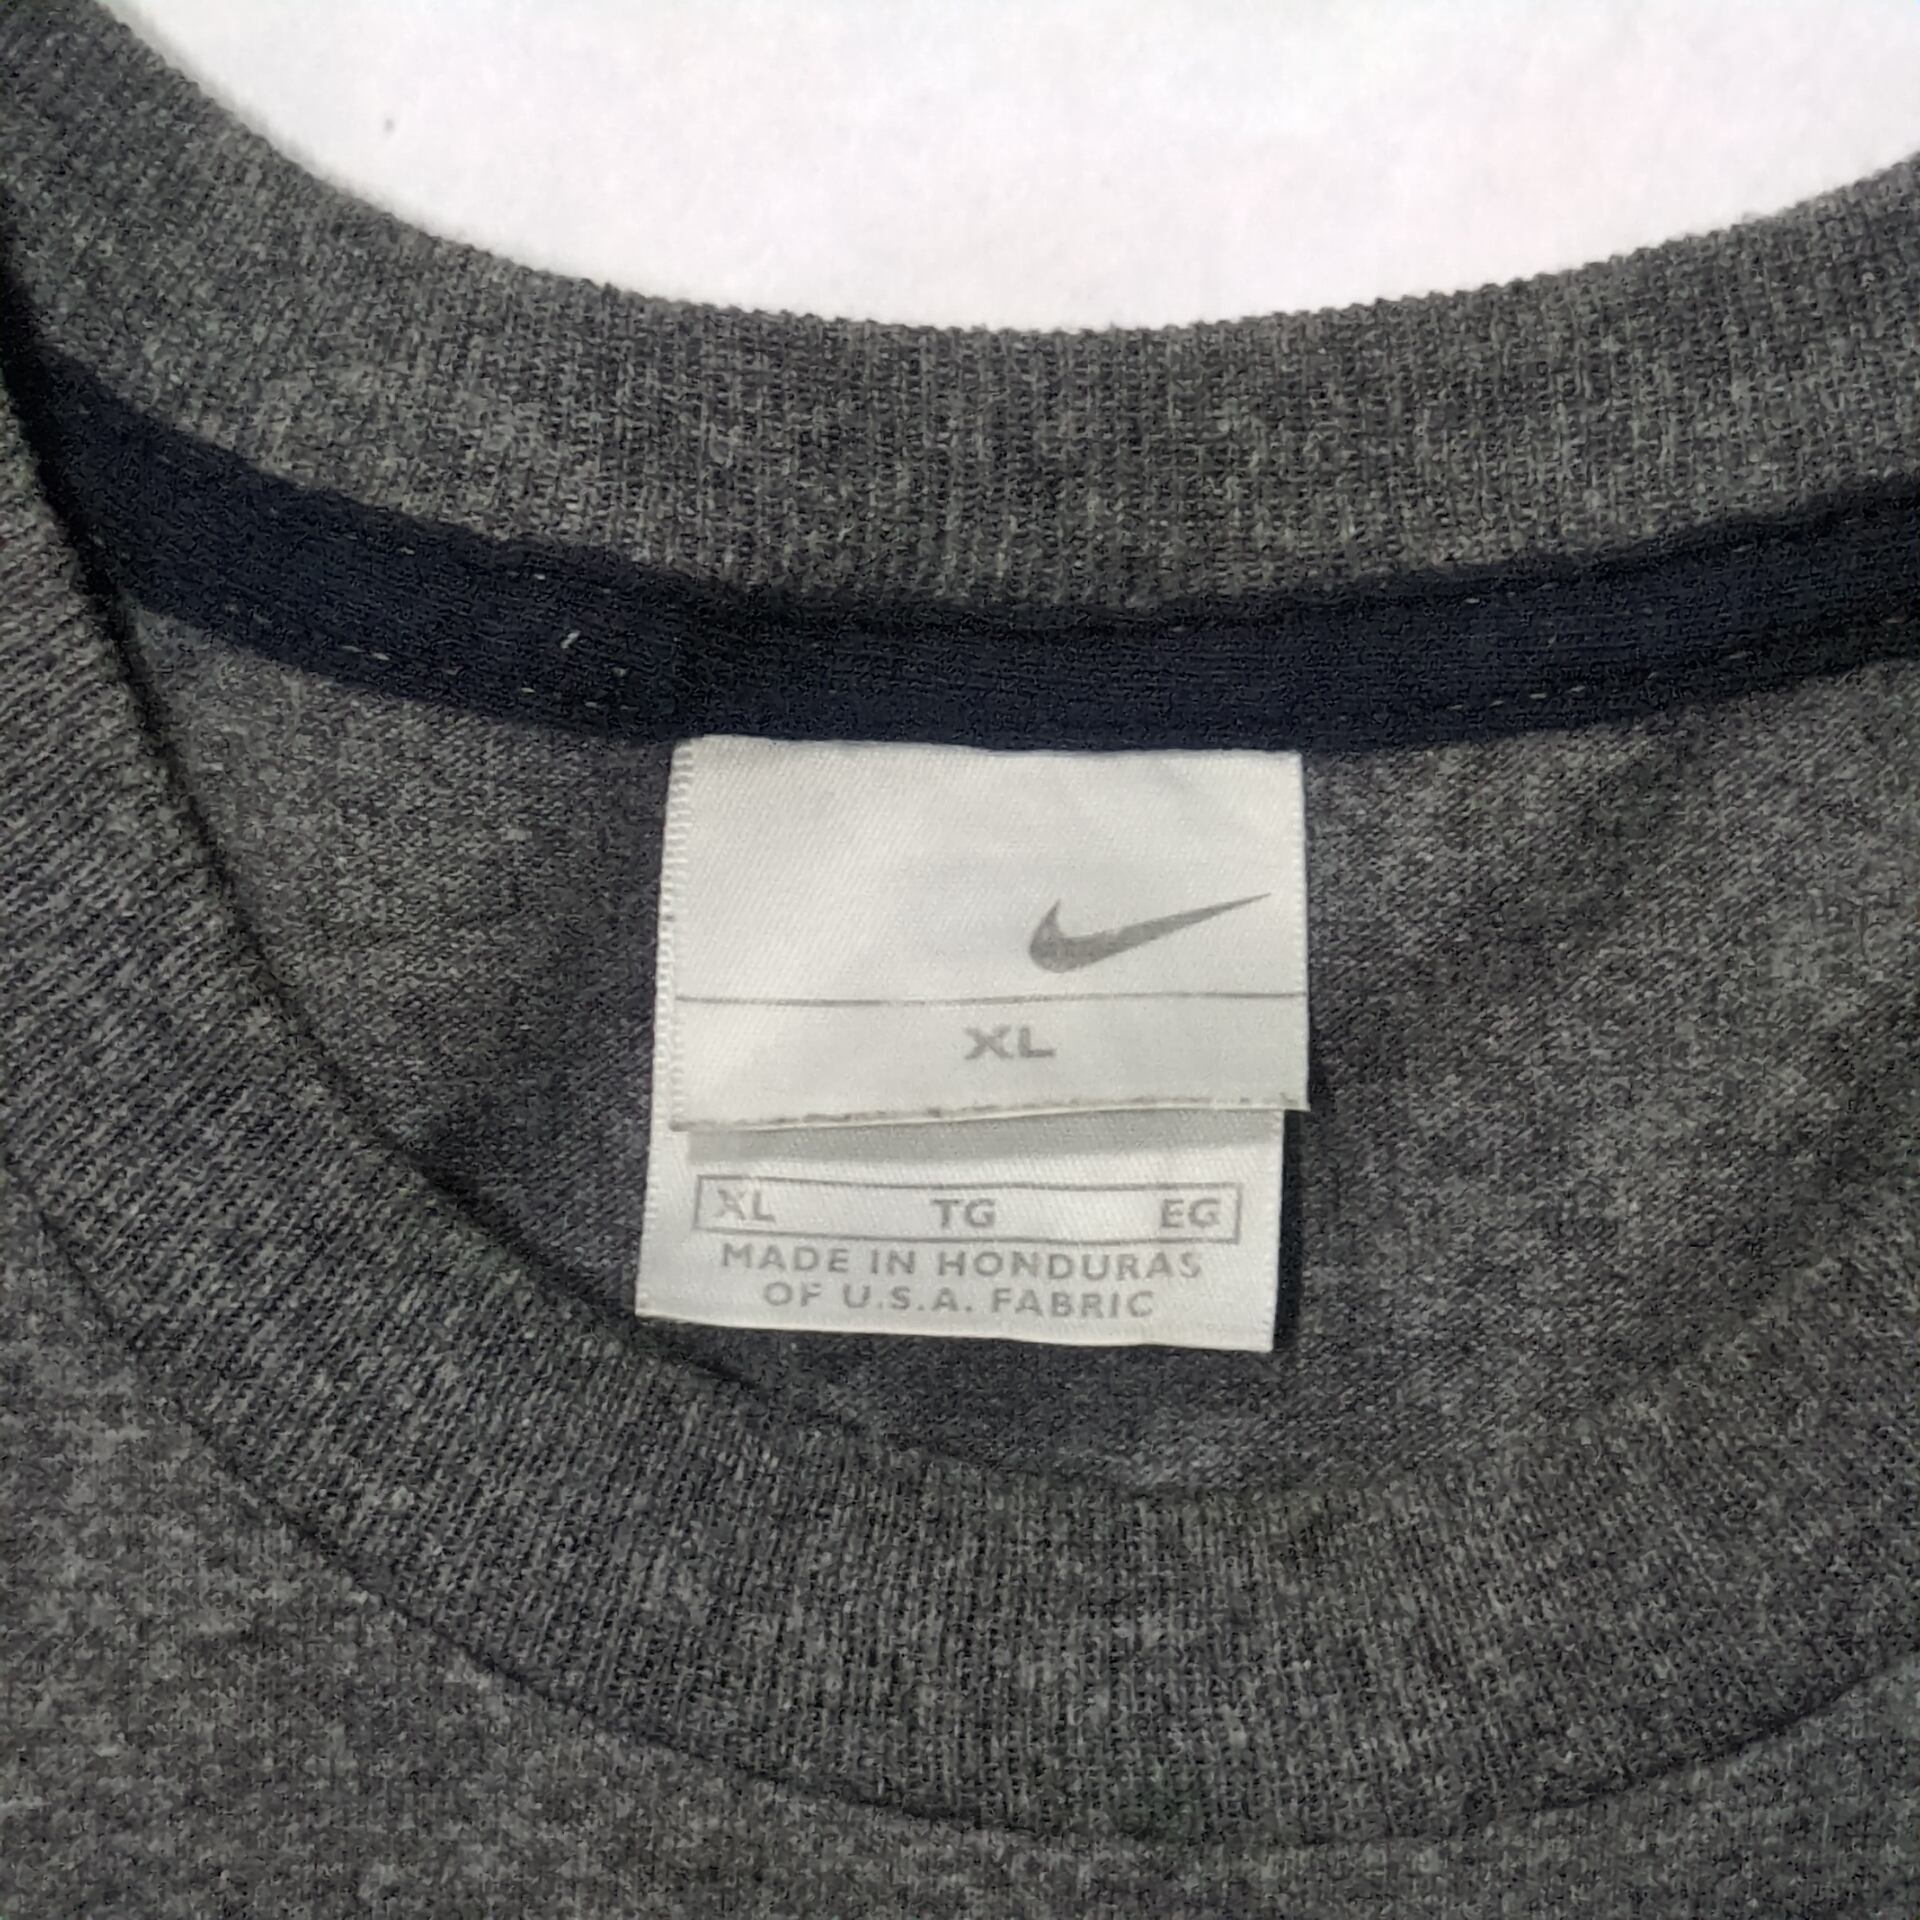 XL
XL TG EG
MADE IN HONDURAS
OF U.S.A. FABRIC